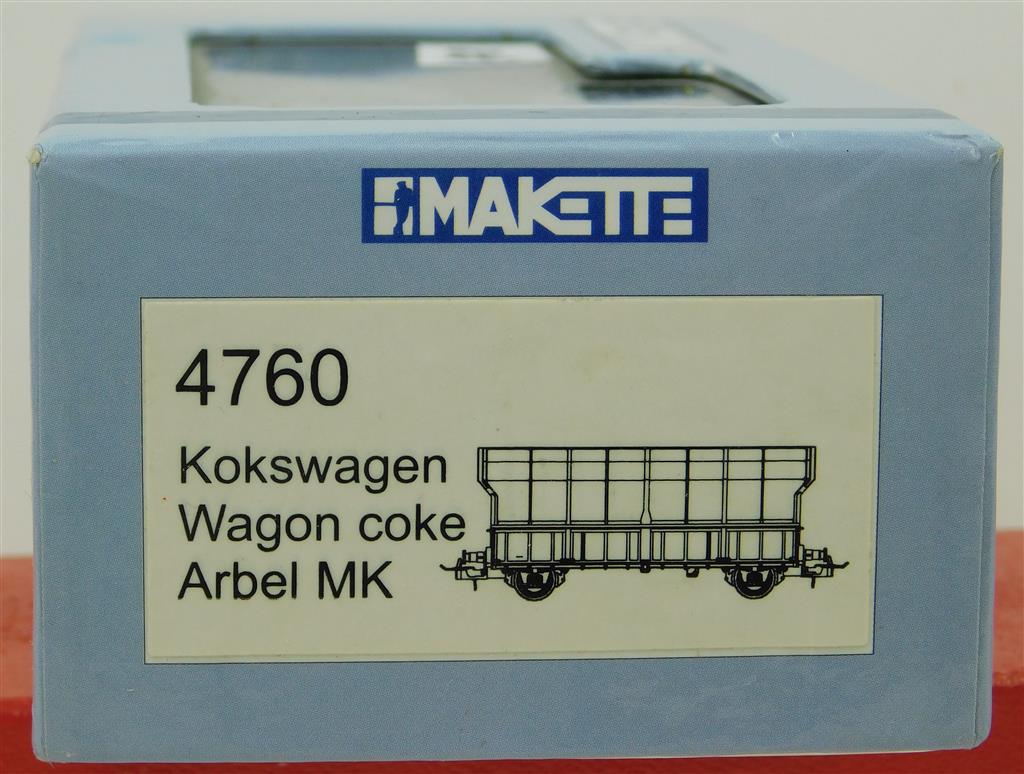 MAKETTE
4760
Kokswagen
Wagon coke
Arbel MK